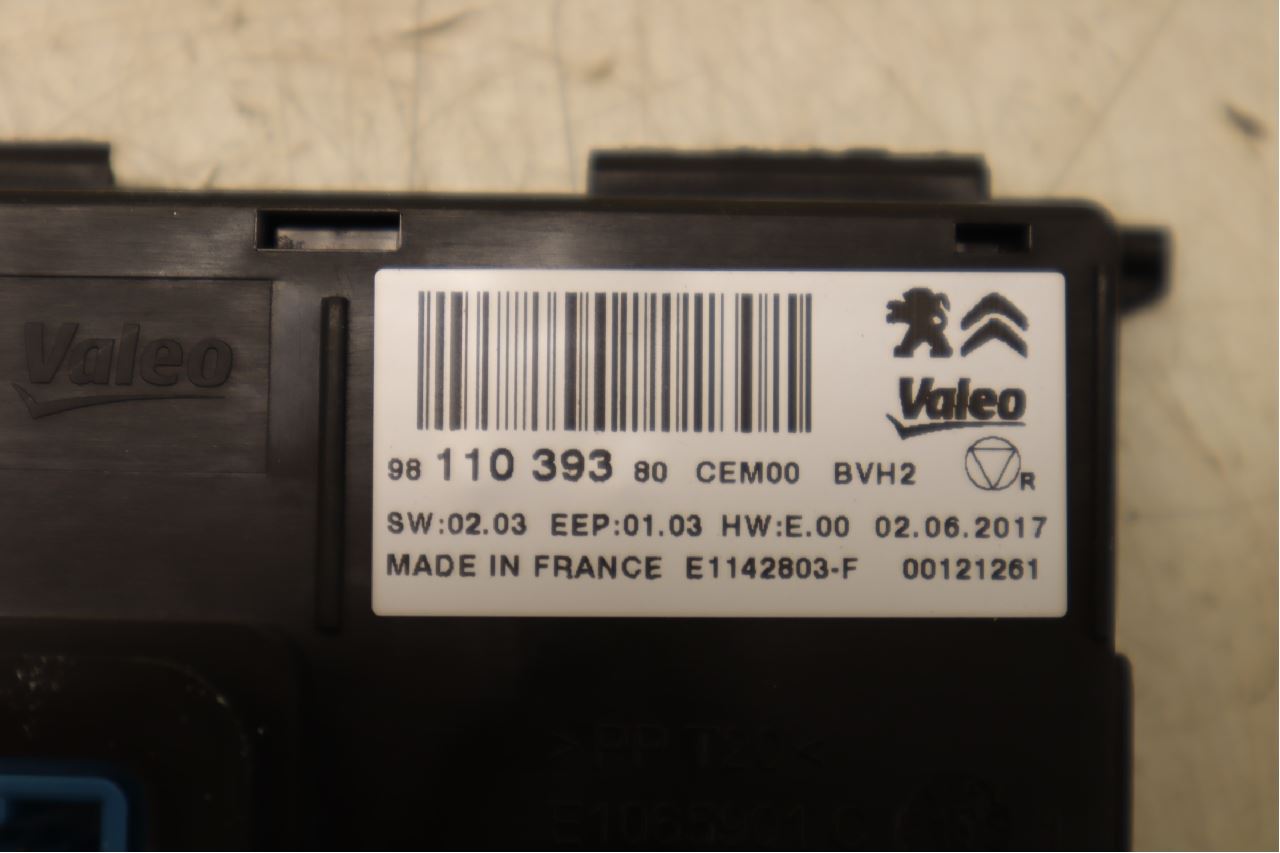 Valeo
Valeo
98 110 393 80 CEM00 BVH2
R
SW:02.03 EEP:01.03 HW:E.00 02.06.2017
MADE IN FRANCE E1142803-F 00121261
>PP T20<